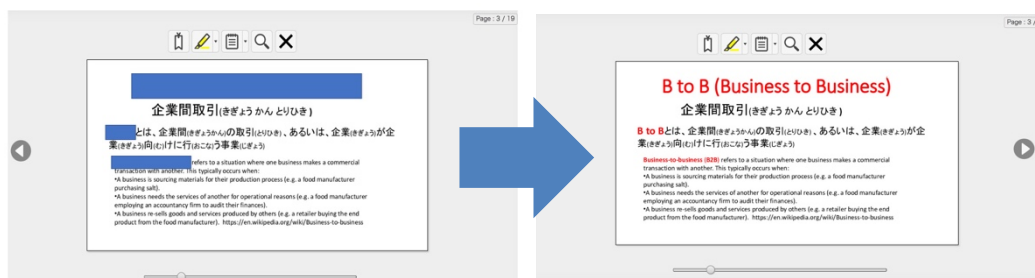 Page : 3 / 19
企業間取引(きぎょう かん とりひき)
とは、企業間(きぎょうかん)の取引(とりひき)、あるいは、企業(きぎょう)が企
業(きぎょう)向(む)けに行(おこな)う事業(じぎょう)
refers to a situation where one business makes a commercial
transaction with another. This typically occurs when:
•A business is sourcing materials for their production process (e.g. a food manufacturer
purchasing salt).
•A business needs the services of another for operational reasons (e.g. a food manufacturer
employing an accountancy firm to audit their finances).
•A business re-sells goods and services produced by others (e.g. a retailer buying the end
product from the food manufacturer). https://en.wikipedia.org/wiki/Business-to-business
Page : 3 /
B to B (Business to Business)
企業間取引(きぎょう かん とりひき)
B to Bとは、企業間(きぎょうかん)の取引(とりひき)、あるいは、企業(きぎょう)が企
業(きぎょう)向(む)けに行(おこな)う事業(じぎょう)
Business-to-business (B2B) refers to a situation where one business makes a commercial
transaction with another. This typically occurs when:
•A business is sourcing materials for their production process (e.g. a food manufacturer
purchasing salt).
•A business needs the services of another for operational reasons (e.g. a food manufacturer
employing an accountancy firm to audit their finances).
•A business re-sells goods and services produced by others (e.g. a retailer buying the end
product from the food manufacturer). https://en.wikipedia.org/wiki/Business-to-business